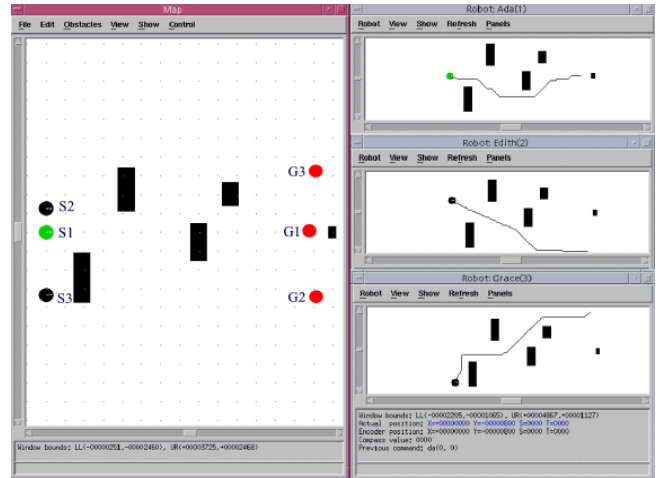 Map
File Edit Obstacles View Show Control
G3
S2
S1
G1
S3
G2
Window bounds: LL(-00000251,-00002460), UR(+00003725,+00002468)
Robot: Ada(1)
Robot View Show Refresh Panels
Robot: Edith(2)
Robot View Show Refresh Panels
Robot: Grace(3)
Robot View Show Refresh Panels
Window bounds: LL(-00002205,-00001065), UR(+00004867,+00001127)
Actual position: X=+00000000 Y=-00000800 S=0000 T=0000
Encoder position: X=+00000000 Y=-00000800 S=0000 T=0000
Compass value: 0000
Previous command: da(0, 0)